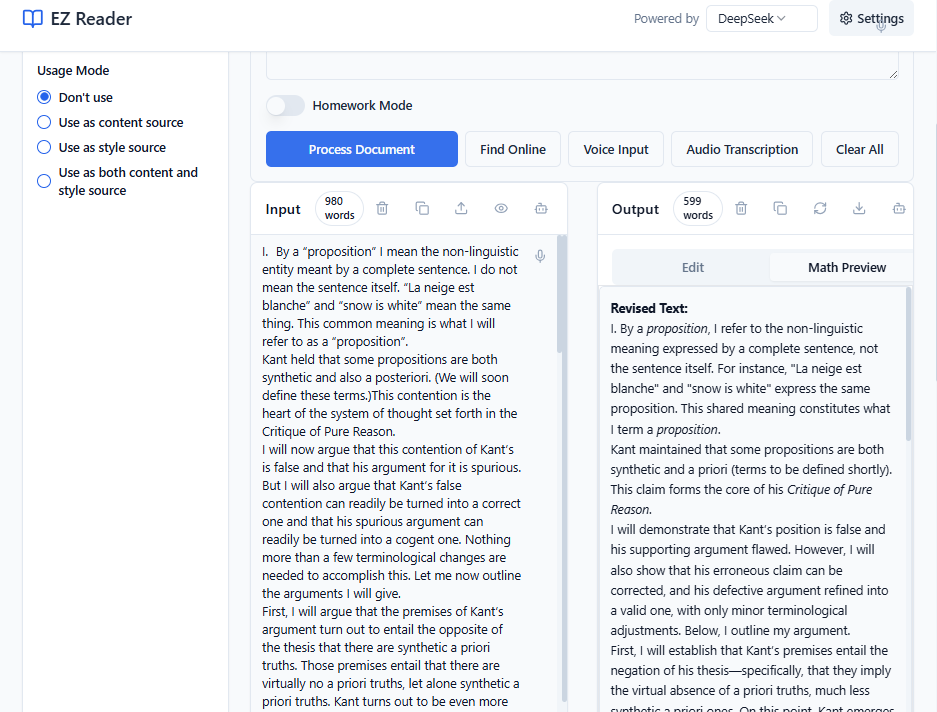 EZ Reader
Powered by
DeepSeek
Settings
Usage Mode
Don't use
Use as content source
Use as style source
Use as both content and
style source
Homework Mode
Process Document
Find Online
Voice Input
Audio Transcription
Clear All
Input
980
words
I.  By a “proposition” I mean the non-linguistic
entity meant by a complete sentence. I do not
mean the sentence itself. “La neige est
blanche” and “snow is white” mean the same
thing. This common meaning is what I will
refer to as a “proposition”.
Kant held that some propositions are both
synthetic and also a posteriori. (We will soon
define these terms.)This contention is the
heart of the system of thought set forth in the
Critique of Pure Reason.
I will now argue that this contention of Kant’s
is false and that his argument for it is spurious.
But I will also argue that Kant’s false
contention can readily be turned into a correct
one and that his spurious argument can
readily be turned into a cogent one. Nothing
more than a few terminological changes are
needed to accomplish this. Let me now outline
the arguments I will give.
First, I will argue that the premises of Kant’s
argument turn out to entail the opposite of
the thesis that there are synthetic a priori
truths. Those premises entail that there are
virtually no a priori truths, let alone synthetic a
priori truths. Kant turns out to be even more
Output
599
words
Edit
Math Preview
Revised Text:
I. By a proposition, I refer to the non-linguistic
meaning expressed by a complete sentence, not
the sentence itself. For instance, "La neige est
blanche" and "snow is white" express the same
proposition. This shared meaning constitutes what
I term a proposition.
Kant maintained that some propositions are both
synthetic and a priori (terms to be defined shortly).
This claim forms the core of his Critique of Pure
Reason.
I will demonstrate that Kant’s position is false and
his supporting argument flawed. However, I will
also show that his erroneous claim can be
corrected, and his defective argument refined into
a valid one, with only minor terminological
adjustments. Below, I outline my argument.
First, I will establish that Kant’s premises entail the
negation of his thesis—specifically, that they imply
the virtual absence of a priori truths, much less
synthetic a priori ones. On this point, Kant emerges